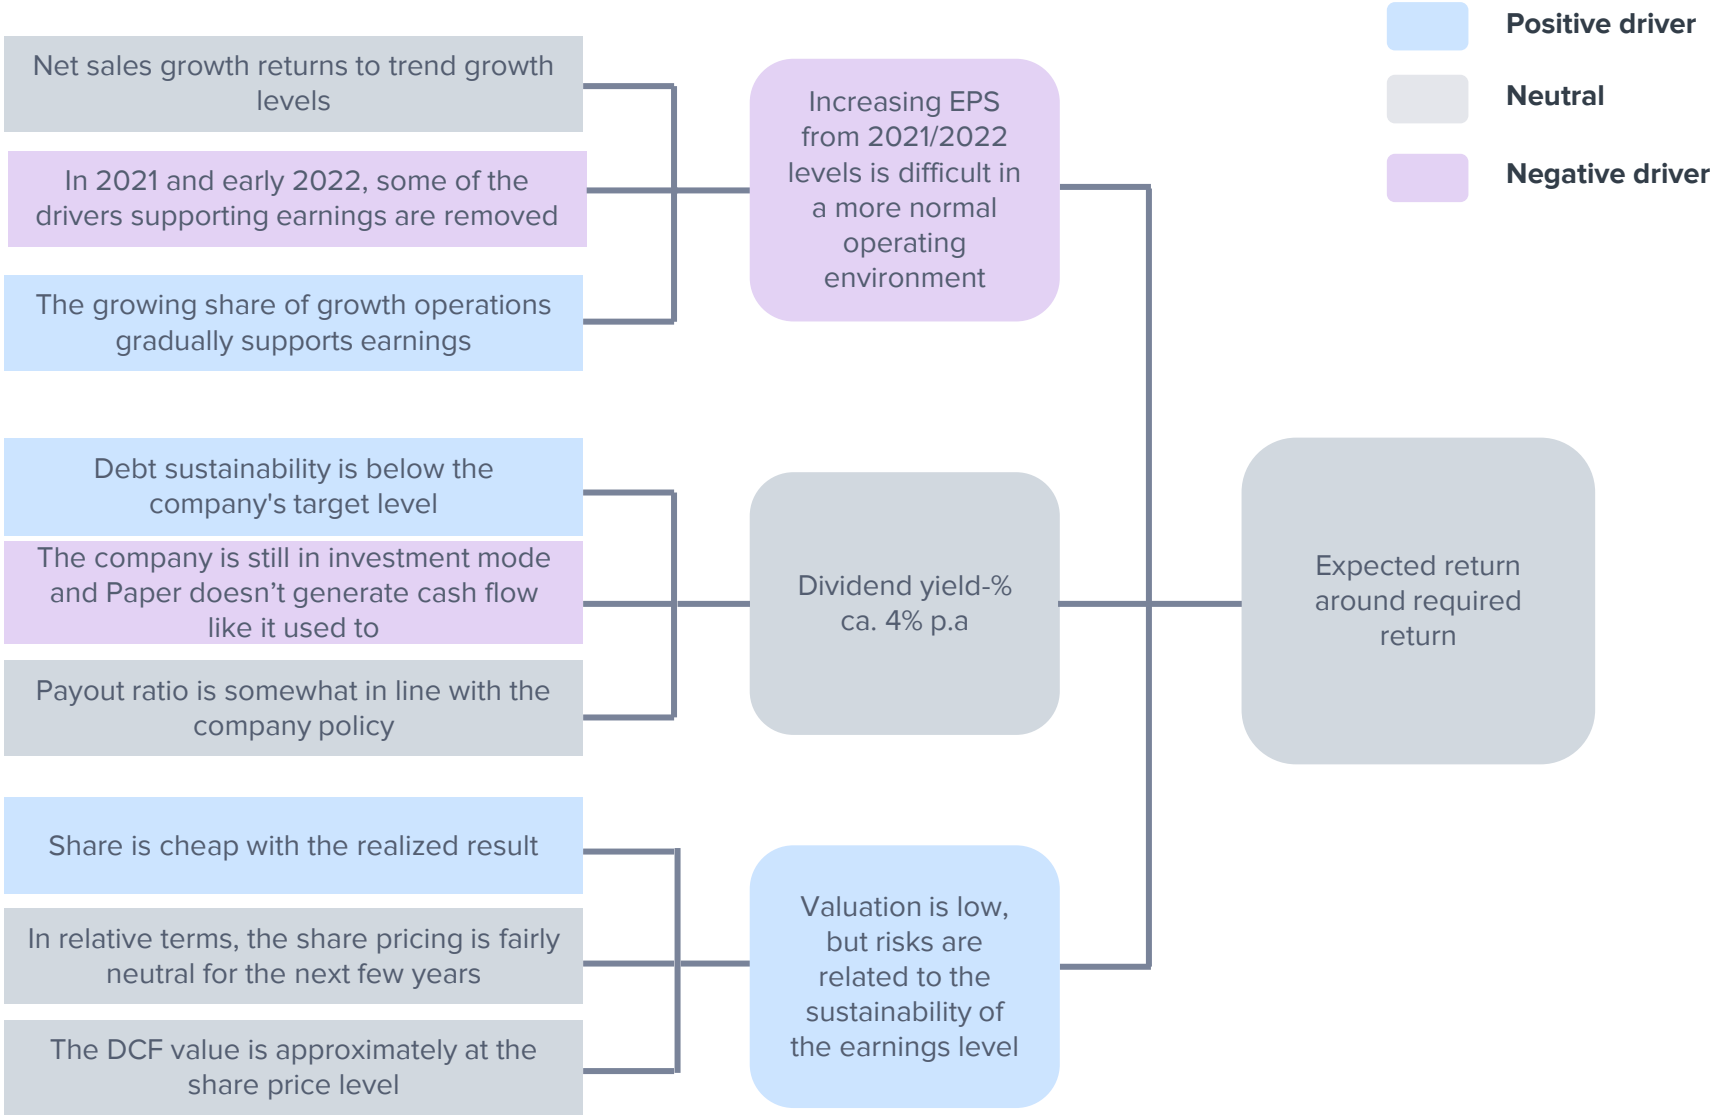 Positive driver
Neutral
Negative driver
Net sales growth returns to trend growth
levels
In 2021 and early 2022, some of the
drivers supporting earnings are removed
The growing share of growth operations
gradually supports earnings
Increasing EPS
from 2021/2022
levels is difficult in
a more normal
operating
environment
Debt sustainability is below the
company's target level
The company is still in investment mode
and Paper doesn’t generate cash flow
like it used to
Payout ratio is somewhat in line with the
company policy
Dividend yield-%
ca. 4% p.a
Expected return
around required
return
Share is cheap with the realized result
In relative terms, the share pricing is fairly
neutral for the next few years
The DCF value is approximately at the
share price level
Valuation is low,
but risks are
related to the
sustainability of
the earnings level